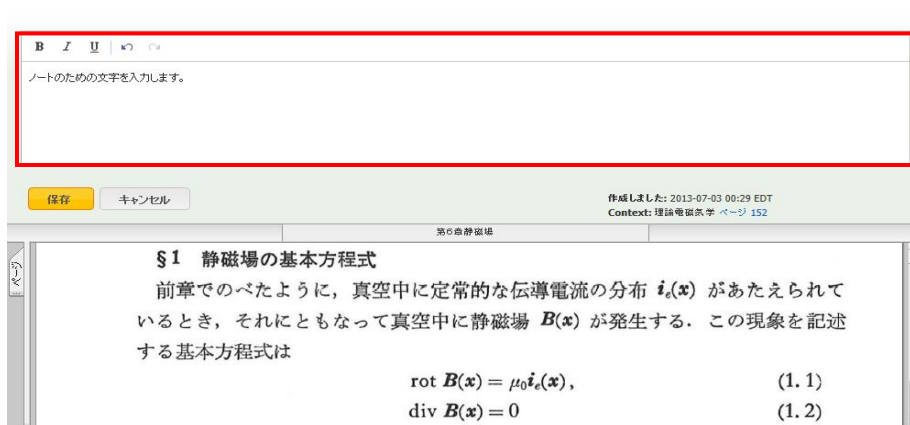 B I U
ノートのための文字を入力します。
保存 キャンセル
作成しました: 2013-07-03 00:29 EDT
Context: 理論電磁気学 ページ 152
第6章静磁場
ページ
§1 静磁場の基本方程式
前章でのべたように, 真空中に定常的な伝導電流の分布 iₑ(x) があたえられて
いるとき, それにともなって真空中に静磁場 B(x) が発生する. この現象を記述
する基本方程式は
rot B(x) = μ₀iₑ(x), (1.1)
div B(x) = 0 (1.2)